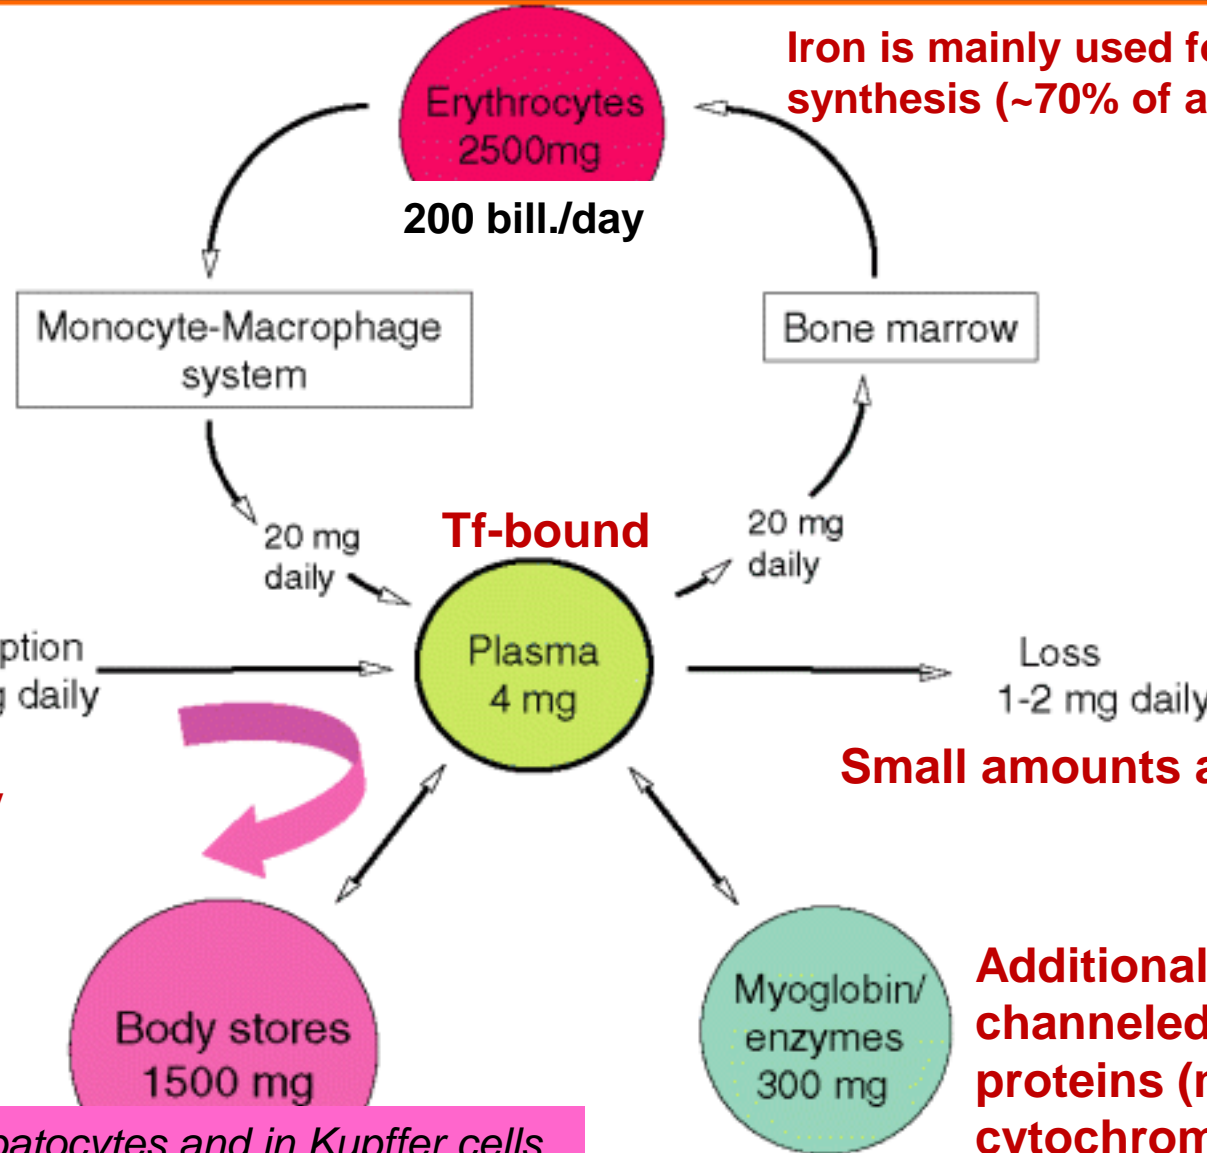 Iron is mainly used f
synthesis (~70% of a
Erythrocytes
2500mg
200 bill./day
Monocyte-Macrophage
system
Bone marrow
20 mg
daily
Tf-bound
20 mg
daily
ption
g daily
Plasma
4 mg
Loss
1-2 mg daily
Small amounts a
y
Body stores
1500 mg
Myoglobin/
enzymes
300 mg
Additional
channeled
proteins (
cytochrom
patocytes and in Kupffer cells